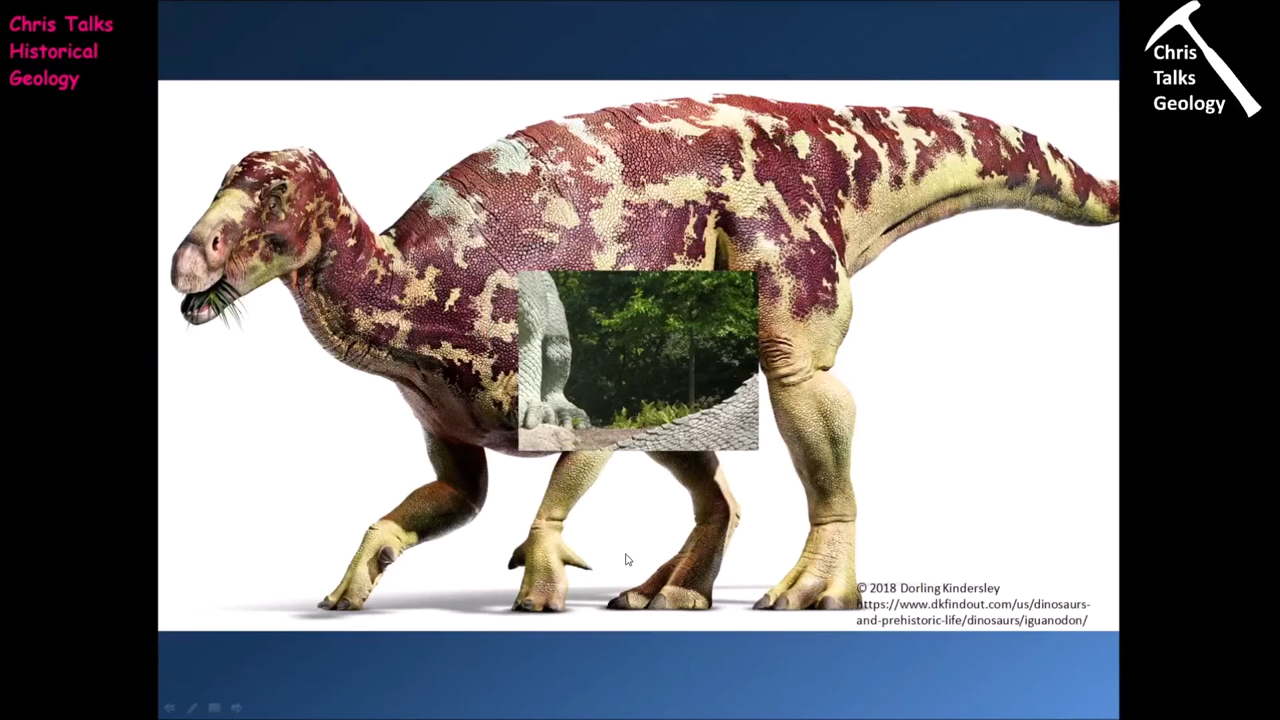 Chris Talks
Historical
Geology
Chris
Talks
Geology
© 2018 Dorling Kindersley
https://www.dkfindout.com/us/dinosaurs-
and-prehistoric-life/dinosaurs/iguanodon/